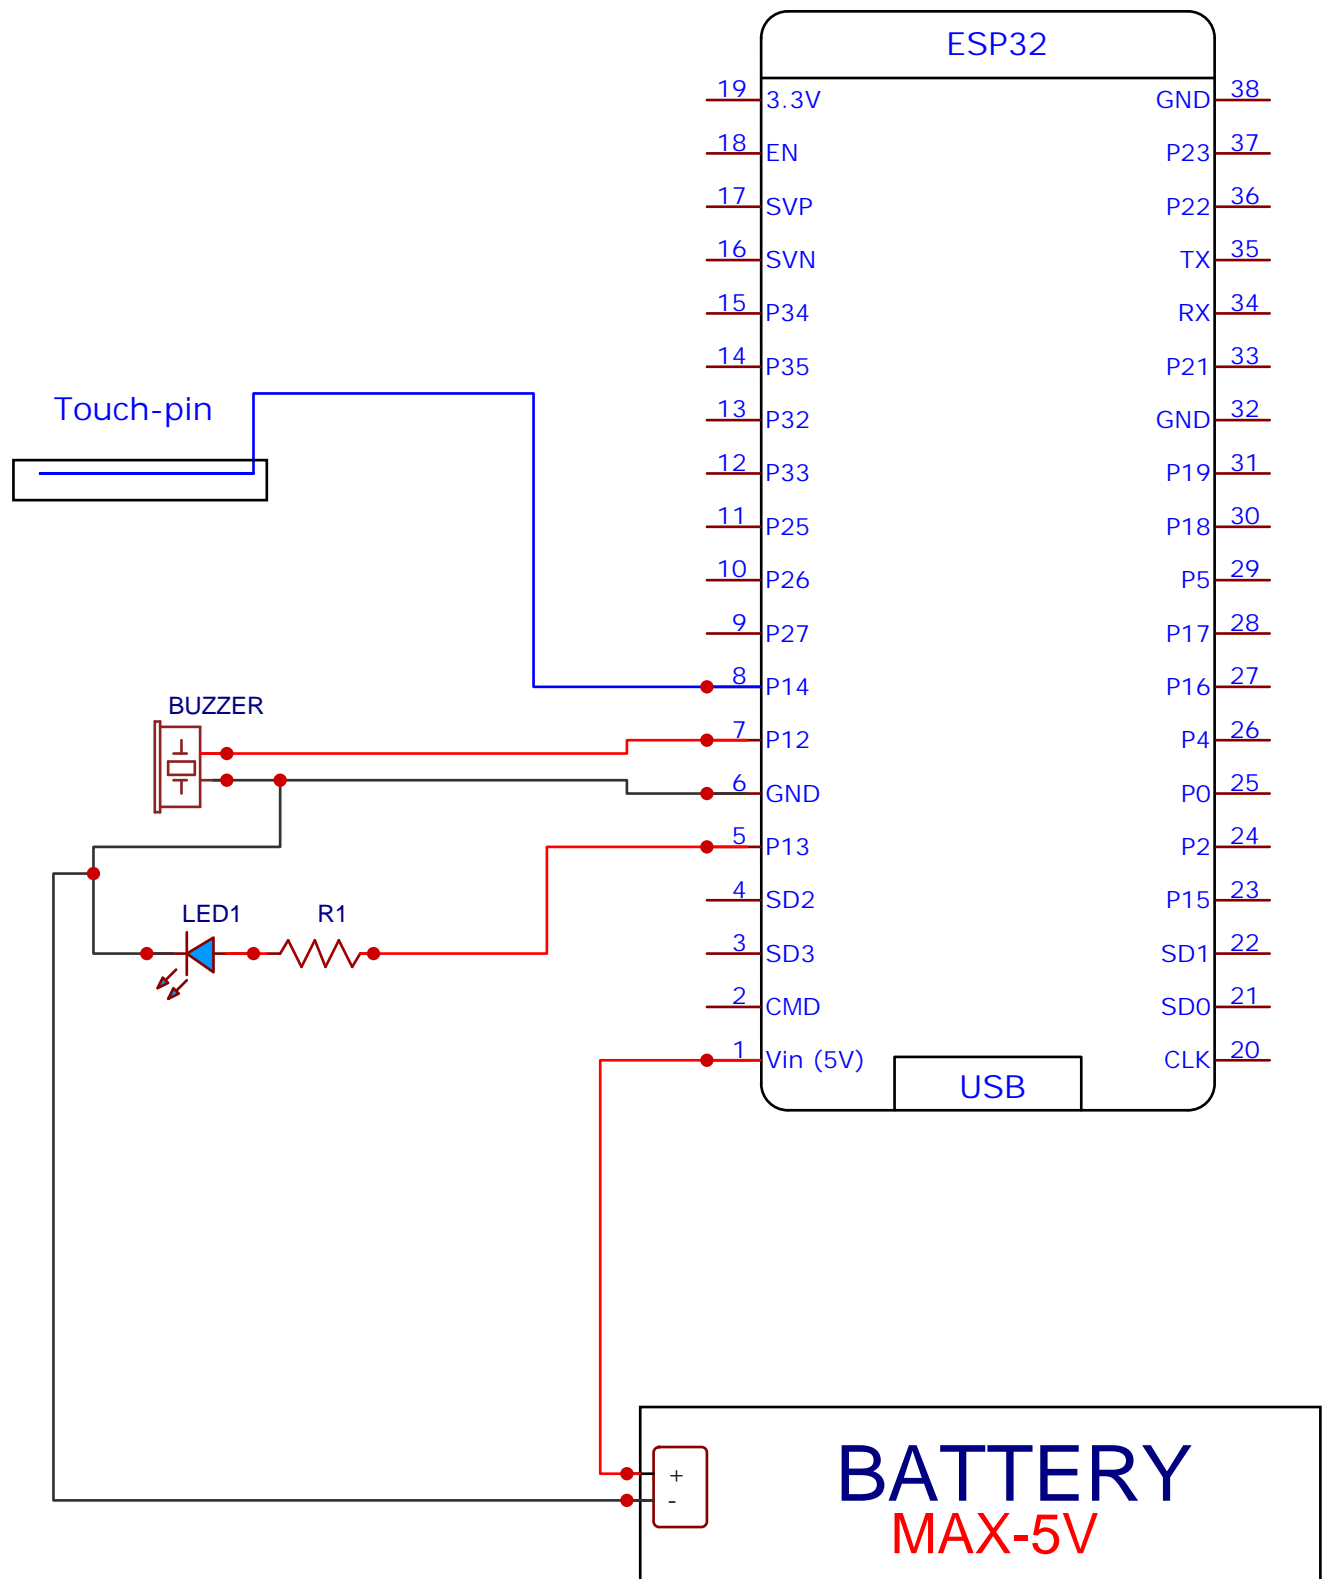 ESP32
19 3.3V GND 38
18 EN P23 37
17 SVP P22 36
16 SVN TX 35
15 P34 RX 34
14 P35 P21 33
Touch-pin
13 P32 GND 32
12 P33 P19 31
11 P25 P18 30
10 P26 P5 29
9 P27 P17 28
8 P14 P16 27
BUZZER
7 P12 P4 26
6 GND P0 25
5 P13 P2 24
4 SD2 P15 23
LED1 R1
3 SD3 SD1 22
2 CMD SD0 21
1 Vin (5V) CLK 20
USB
+
-
BATTERY
MAX-5V